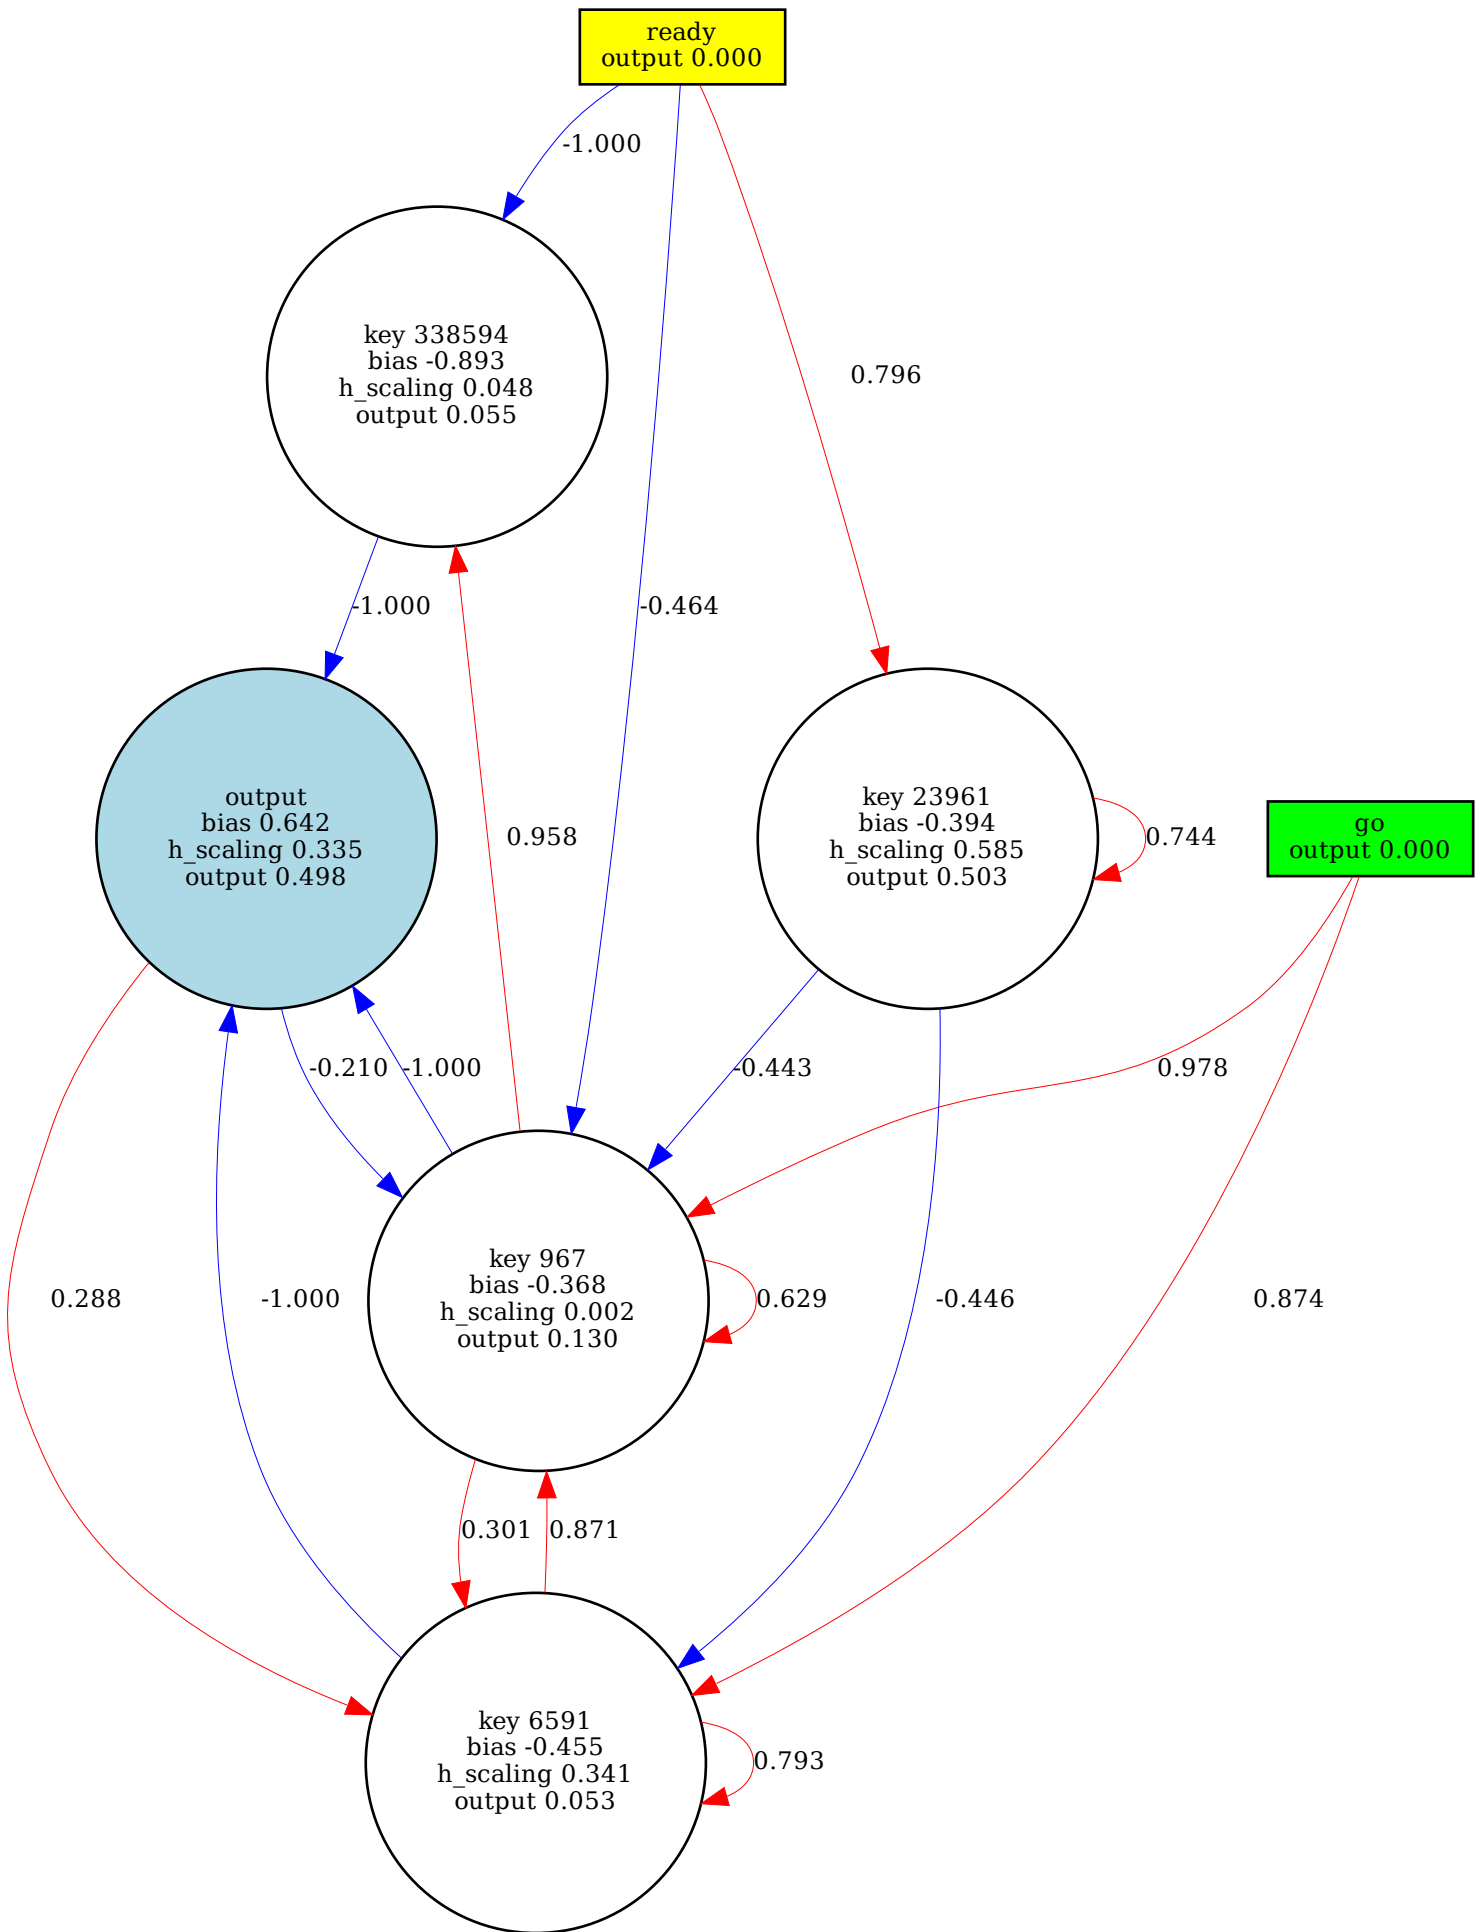 ready
output 0.000
-1.000
key 338594
bias -0.893
h_scaling 0.048
output 0.055
0.796
-1.000
-0.464
output
bias 0.642
h_scaling 0.335
output 0.498
0.958
key 23961
bias -0.394
h_scaling 0.585
output 0.503
0.744
go
output 0.000
-0.210
-1.000
-0.443
0.978
0.288
-1.000
key 967
bias -0.368
h_scaling 0.002
output 0.130
0.629
-0.446
0.874
0.301
0.871
key 6591
bias -0.455
h_scaling 0.341
output 0.053
0.793